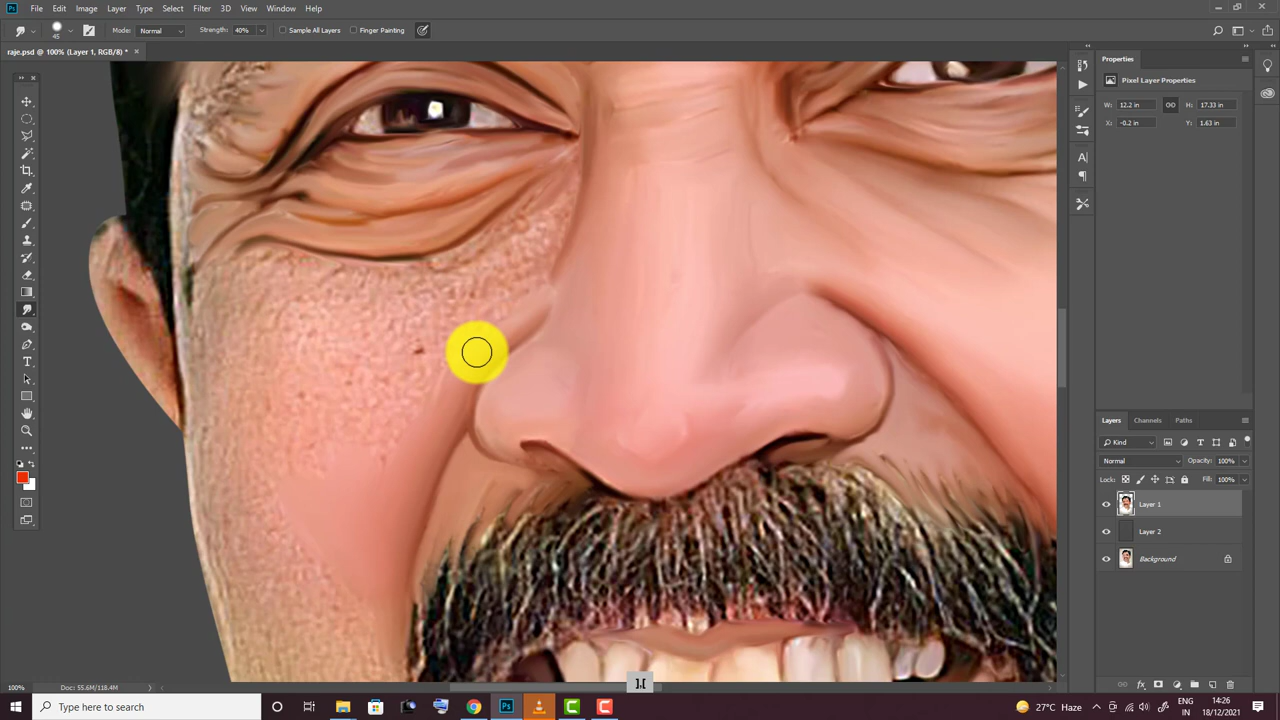 Ps File Edit Image Layer Type Select Filter 3D View Window Help
45 Mode: Normal Strength: 40% Sample All Layers Finger Painting
raje.psd @ 100% (Layer 1, RGB/8) * ×
Properties
Pixel Layer Properties
W: 12.2 in H: 17.33 in
X: -0.2 in Y: 1.63 in
Layers Channels Paths
Kind
Normal Opacity: 100%
Lock: Fill: 100%
Layer 1
Layer 2
Background
],[
100% Doc: 55.6M/118.4M
Type here to search
27°C Haze
ENG
IN
14:26
18/12/2021